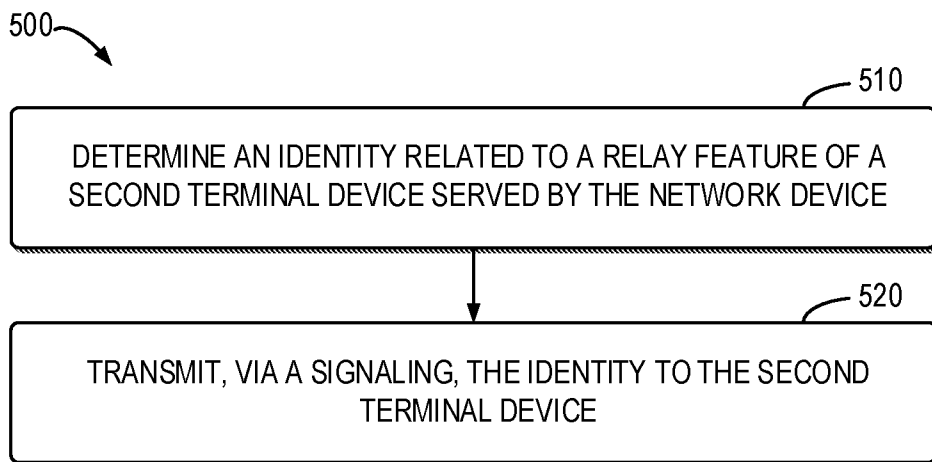 500
510
DETERMINE AN IDENTITY RELATED TO A RELAY FEATURE OF A
SECOND TERMINAL DEVICE SERVED BY THE NETWORK DEVICE
520
TRANSMIT, VIA A SIGNALING, THE IDENTITY TO THE SECOND
TERMINAL DEVICE